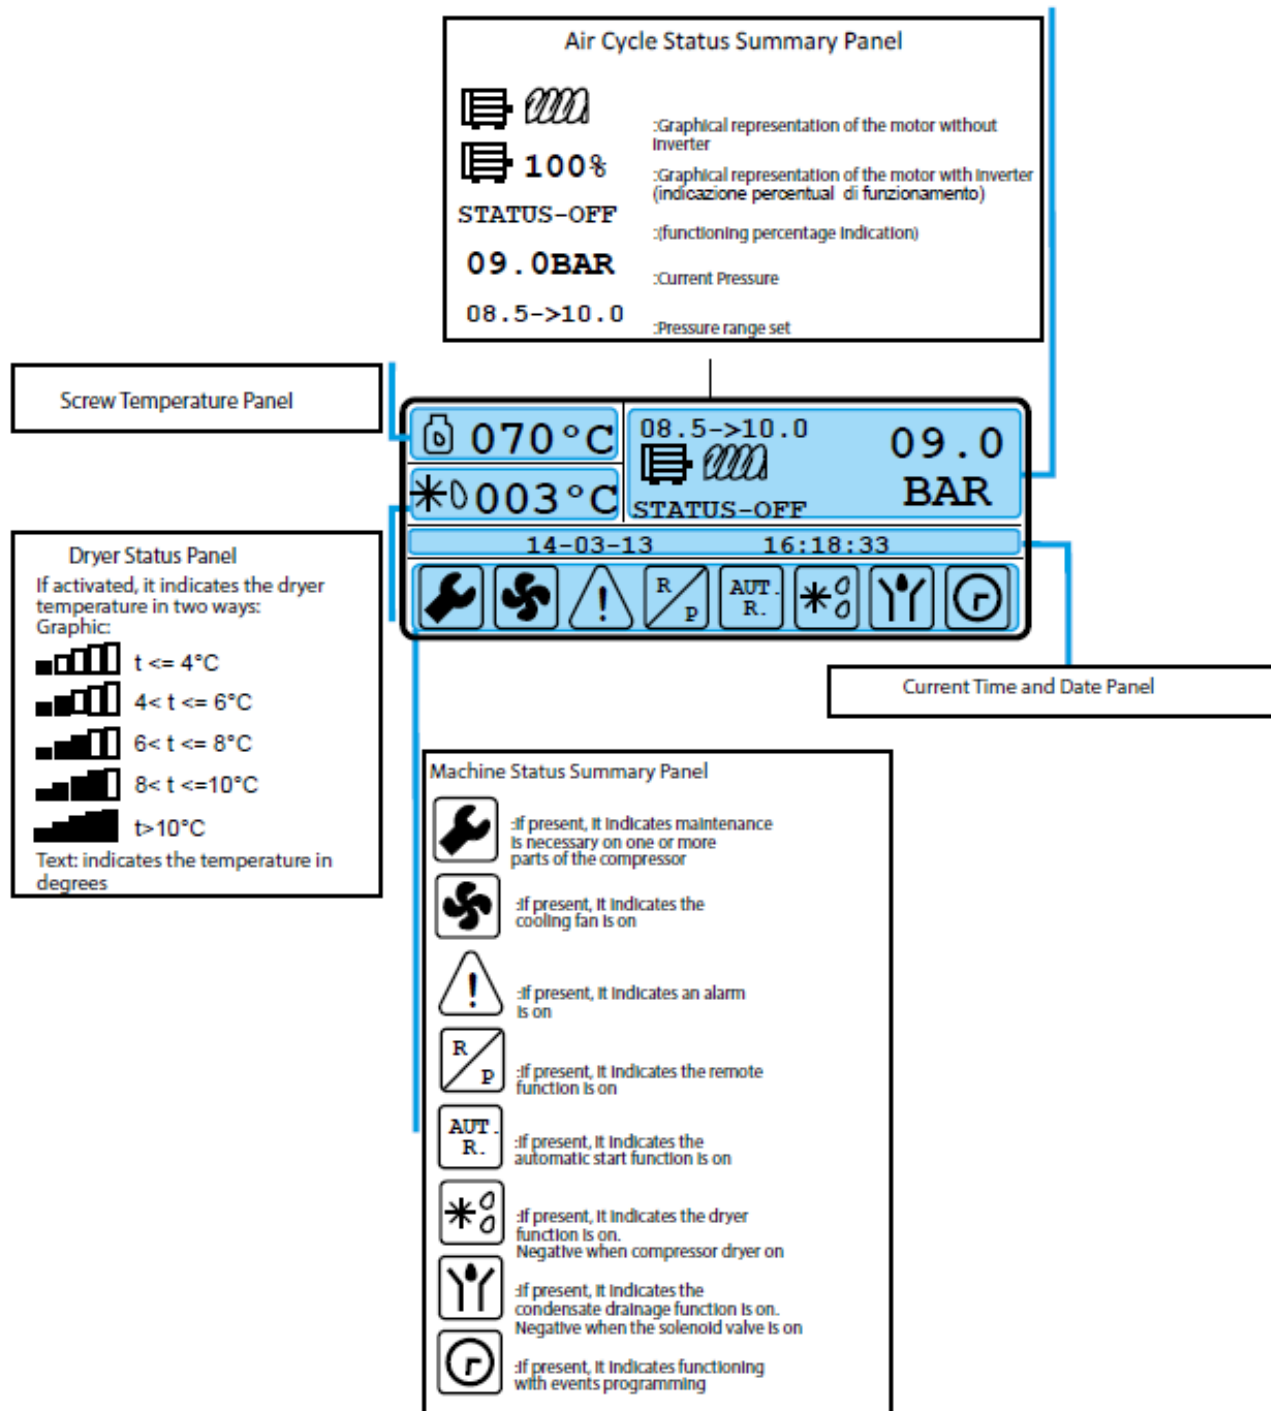 Air Cycle Status Summary Panel
:Graphical representation of the motor without
inverter
100%
:Graphical representation of the motor with inverter
(indicazione percentual di funzionamento)
STATUS-OFF
:(functioning percentage indication)
09.0BAR
:Current Pressure
08.5->10.0
:Pressure range set
Screw Temperature Panel
070°C
08.5->10.0
09.0
BAR
003°C
STATUS-OFF
14-03-13 16:18:33
! R/P AUT. R.
Dryer Status Panel
If activated, it indicates the dryer
temperature in two ways:
Graphic:
t <= 4°C
4< t <= 6°C
6< t <= 8°C
8< t <=10°C
t>10°C
Text: indicates the temperature in
degrees
Current Time and Date Panel
Machine Status Summary Panel
:If present, it indicates maintenance
is necessary on one or more
parts of the compressor
:If present, it indicates the
cooling fan is on
!
:If present, it indicates an alarm
is on
R/P
:If present, it indicates the remote
function is on
AUT.
R.
:If present, it indicates the
automatic start function is on
:If present, it indicates the dryer
function is on.
Negative when compressor dryer on
:If present, it indicates the
condensate drainage function is on.
Negative when the solenoid valve is on
:If present, it indicates functioning
with events programming